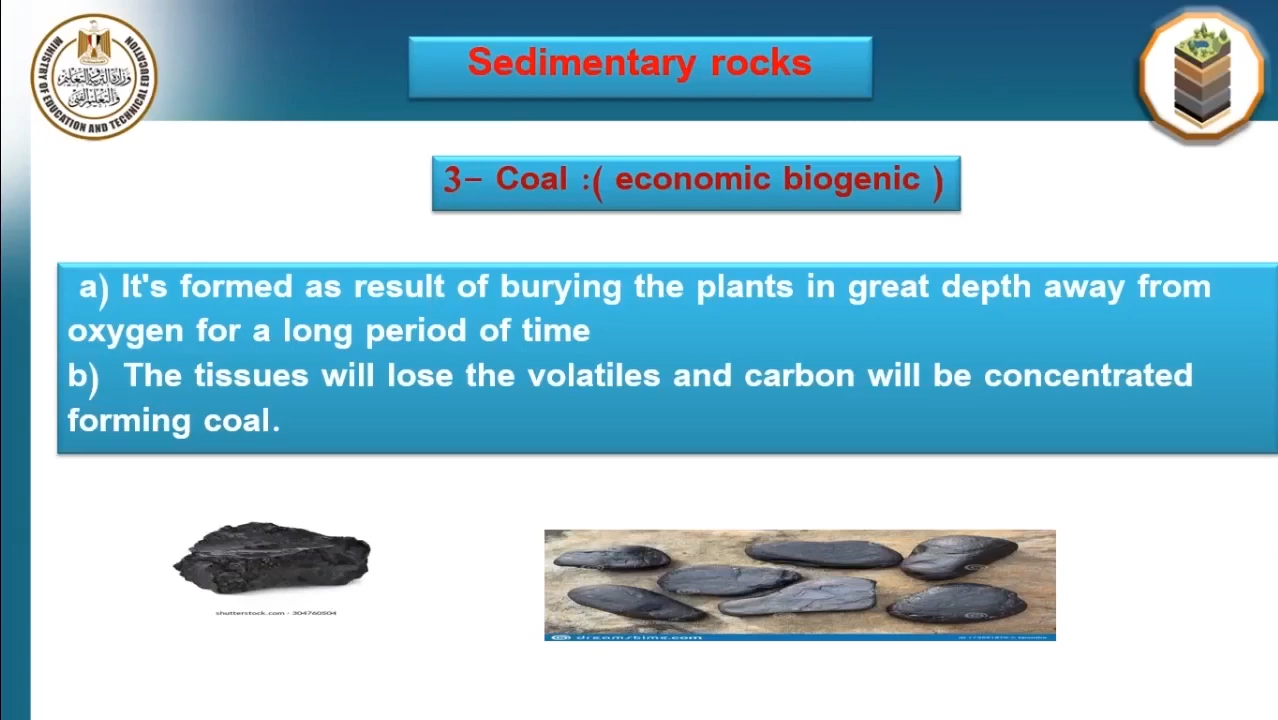 Sedimentary rocks
MINISTRY OF EDUCATION AND TECHNICAL EDUCATION
وزارة التربية والتعليم
والتعليم الفني
3- Coal :( economic biogenic )
a) It's formed as result of burying the plants in great depth away from
oxygen for a long period of time
b) The tissues will lose the volatiles and carbon will be concentrated
forming coal.
shutterstock.com · 304760504
dreamstime.com